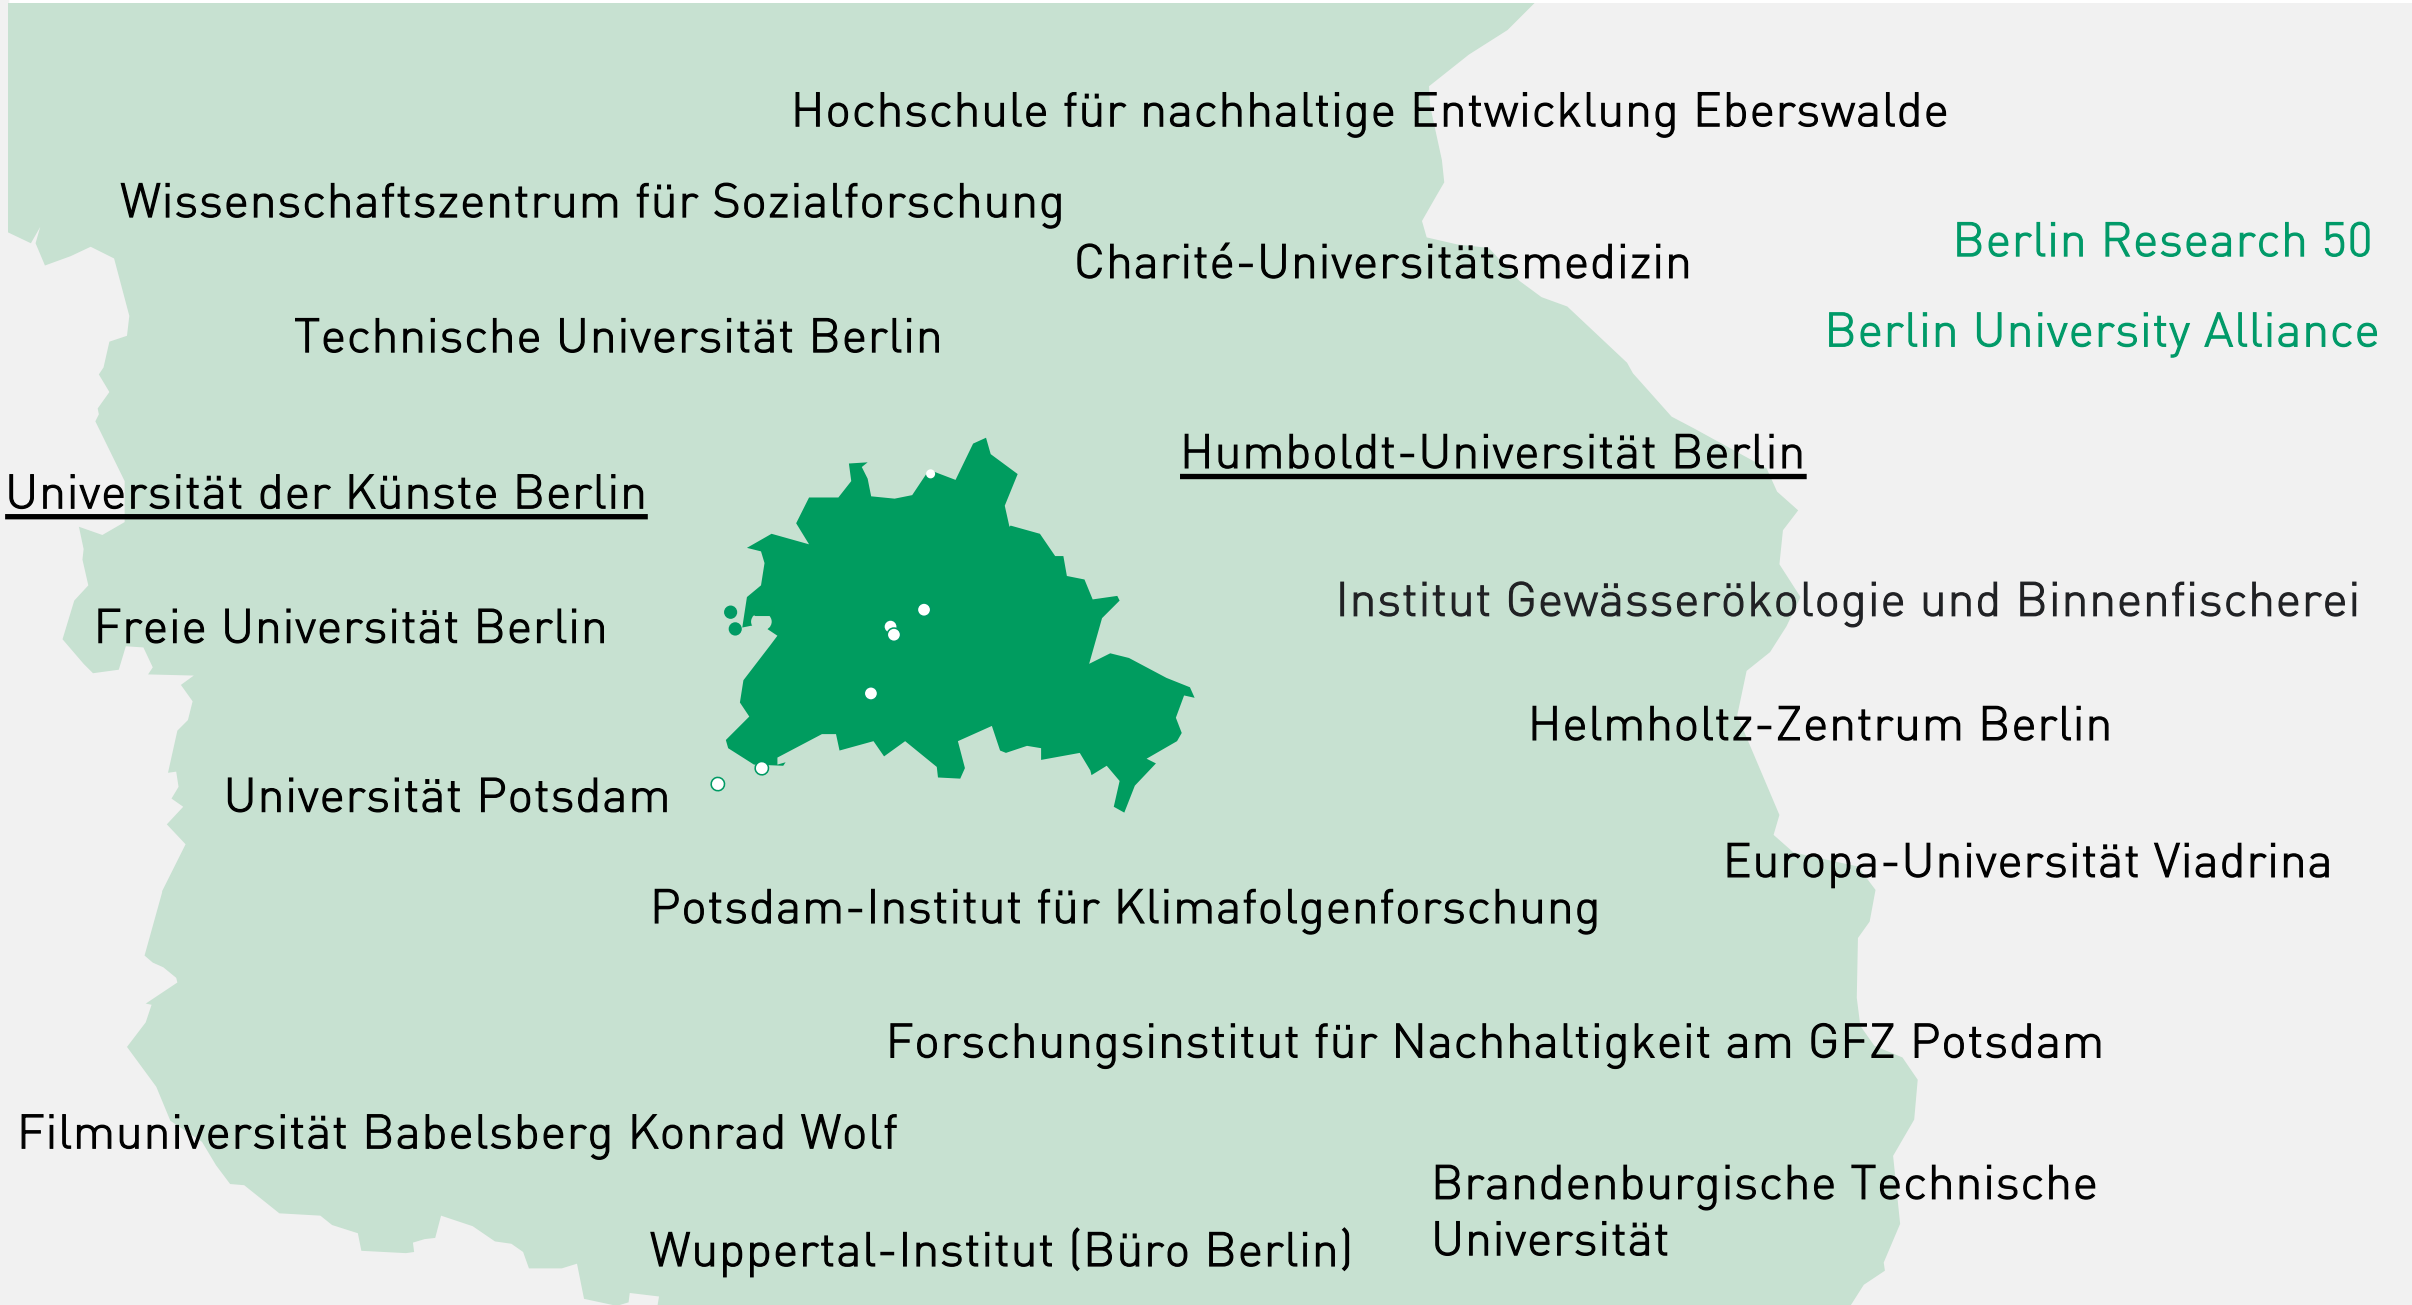 Hochschule für nachhaltige Entwicklung Eberswalde
Wissenschaftszentrum für Sozialforschung
Berlin Research 50
Charité-Universitätsmedizin
Berlin University Alliance
Technische Universität Berlin
Humboldt-Universität Berlin
Universität der Künste Berlin
Institut Gewässerökologie und Binnenfischerei
Freie Universität Berlin
Helmholtz-Zentrum Berlin
Universität Potsdam
Europa-Universität Viadrina
Potsdam-Institut für Klimafolgenforschung
Forschungsinstitut für Nachhaltigkeit am GFZ Potsdam
Filmuniversität Babelsberg Konrad Wolf
Brandenburgische Technische
Universität
Wuppertal-Institut (Büro Berlin)